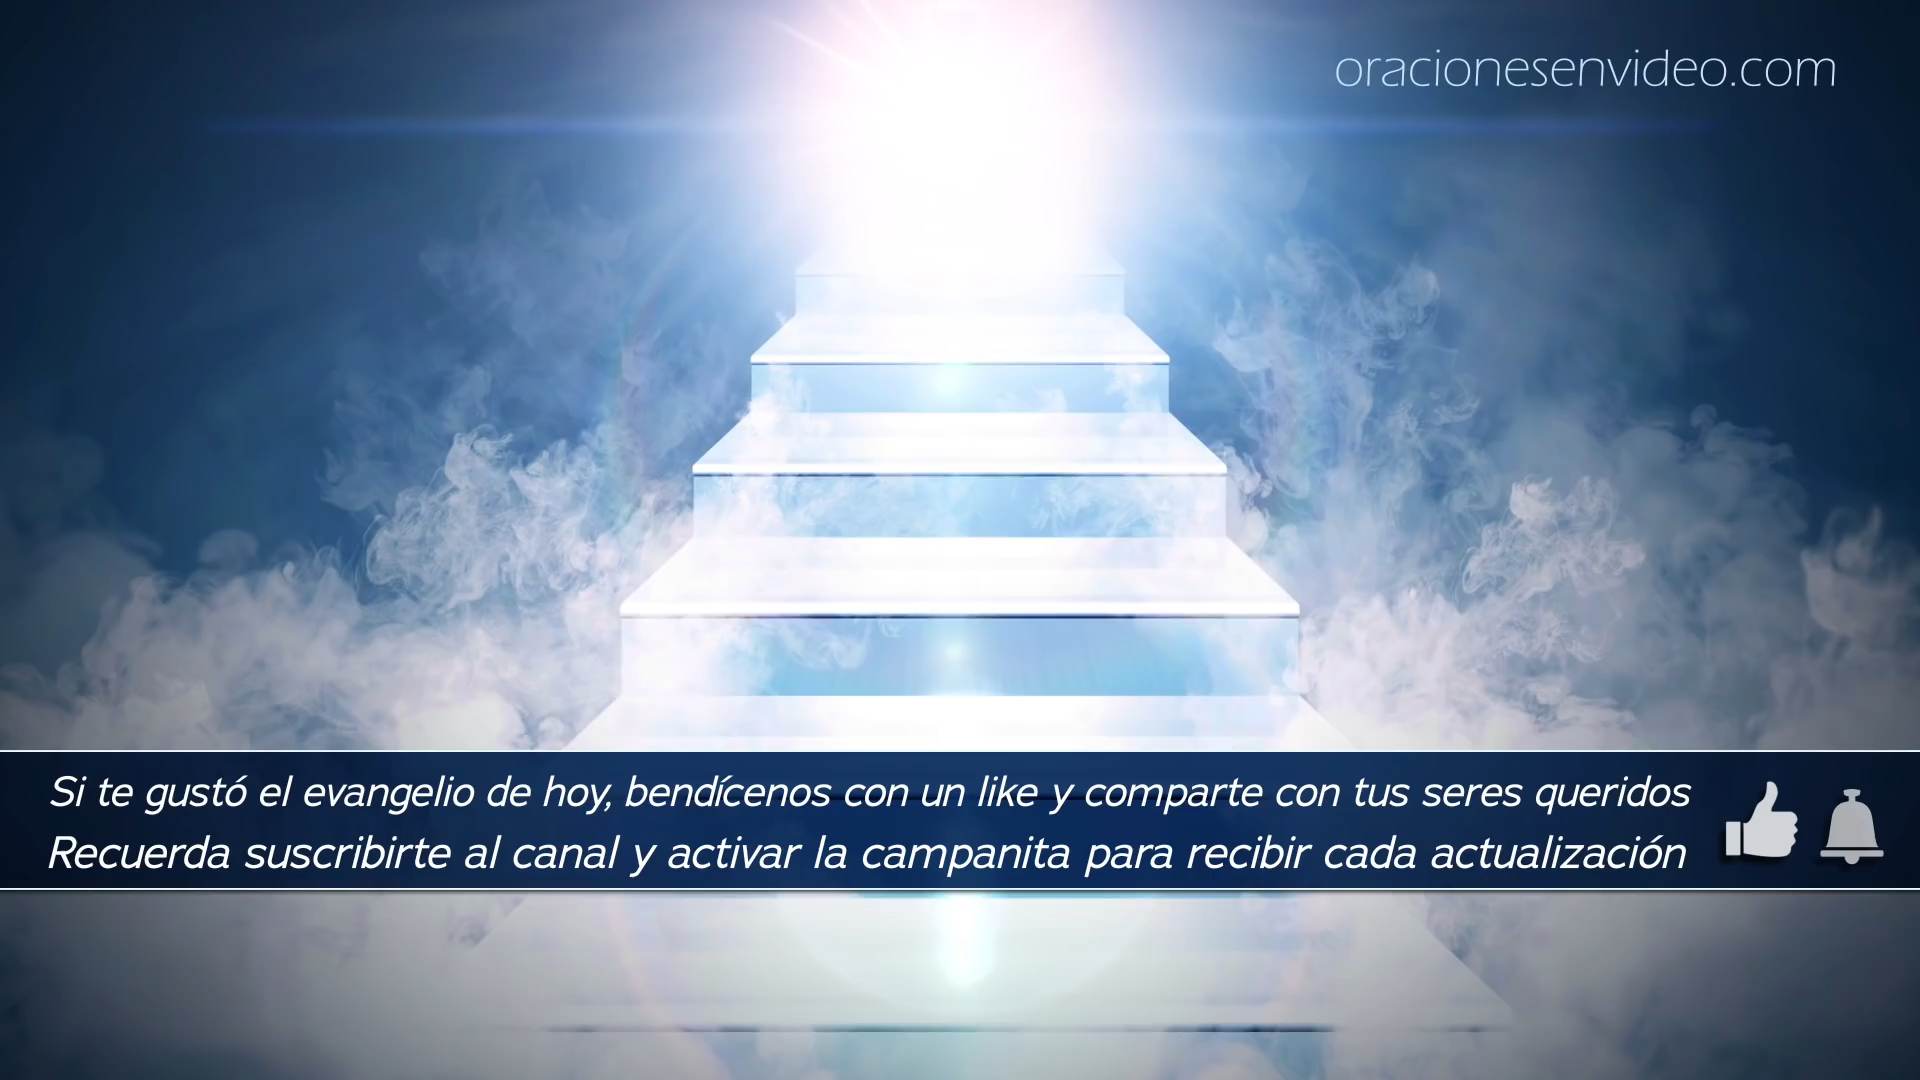 oracionesenvideo.com
Si te gustó el evangelio de hoy, bendícenos con un like y comparte con tus seres queridos
Recuerda suscribirte al canal y activar la campanita para recibir cada actualización